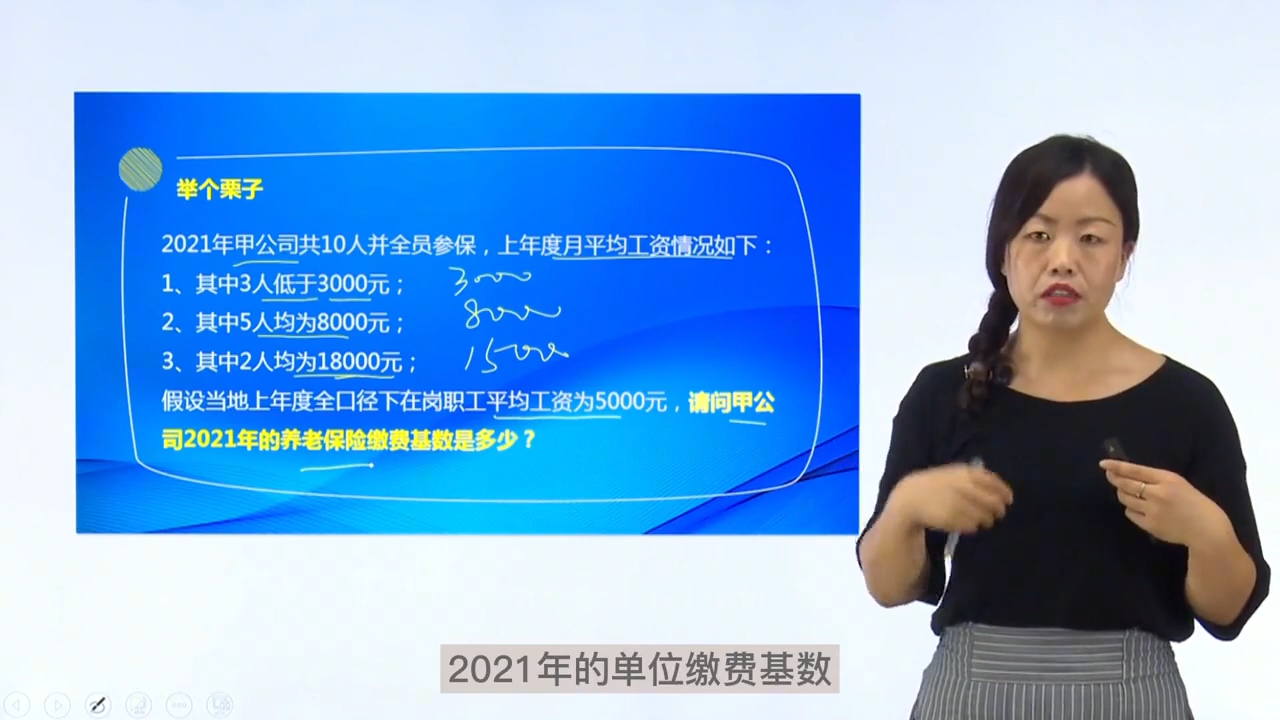 举个栗子
2021年甲公司共10人并全员参保，上年度月平均工资情况如下：
1、其中3人低于3000元；
3000
2、其中5人均为8000元；
8000
3、其中2人均为18000元；
15000
假设当地上年度全口径下在岗职工平均工资为5000元，请问甲公
司2021年的养老保险缴费基数是多少？
2021年的单位缴费基数